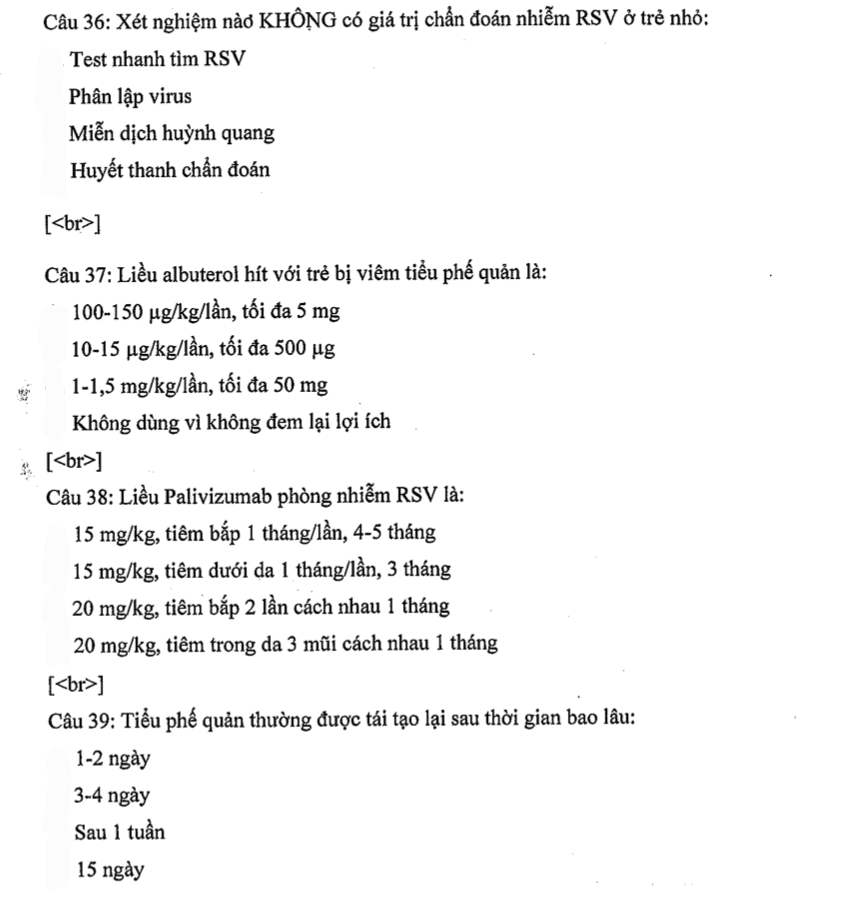 Câu 36: Xét nghiệm nào KHÔNG có giá trị chẩn đoán nhiễm RSV ở trẻ nhỏ:
Test nhanh tìm RSV
Phân lập virus
Miễn dịch huỳnh quang
Huyết thanh chẩn đoán
[<br>]
Câu 37: Liều albuterol hít với trẻ bị viêm tiểu phế quản là:
100-150 µg/kg/lần, tối đa 5 mg
10-15 µg/kg/lần, tối đa 500 µg
1-1,5 mg/kg/lần, tối đa 50 mg
Không dùng vì không đem lại lợi ích
[<br>]
Câu 38: Liều Palivizumab phòng nhiễm RSV là:
15 mg/kg, tiêm bắp 1 tháng/lần, 4-5 tháng
15 mg/kg, tiêm dưới da 1 tháng/lần, 3 tháng
20 mg/kg, tiêm bắp 2 lần cách nhau 1 tháng
20 mg/kg, tiêm trong da 3 mũi cách nhau 1 tháng
[<br>]
Câu 39: Tiểu phế quản thường được tái tạo lại sau thời gian bao lâu:
1-2 ngày
3-4 ngày
Sau 1 tuần
15 ngày